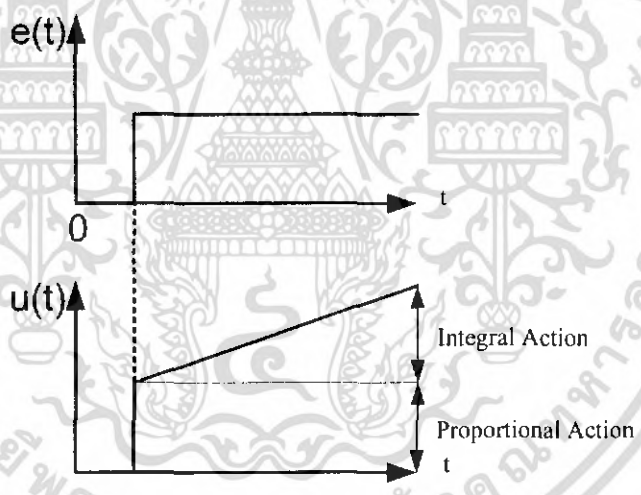 e(t)
t
0
u(t)
Integral Action
Proportional Action
t